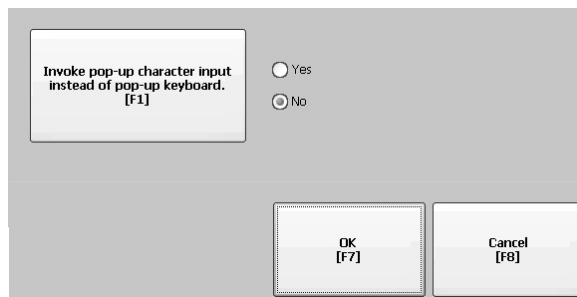 Invoke pop-up character input
instead of pop-up keyboard.
[F1]
Yes
No
OK
[F7]
Cancel
[F8]